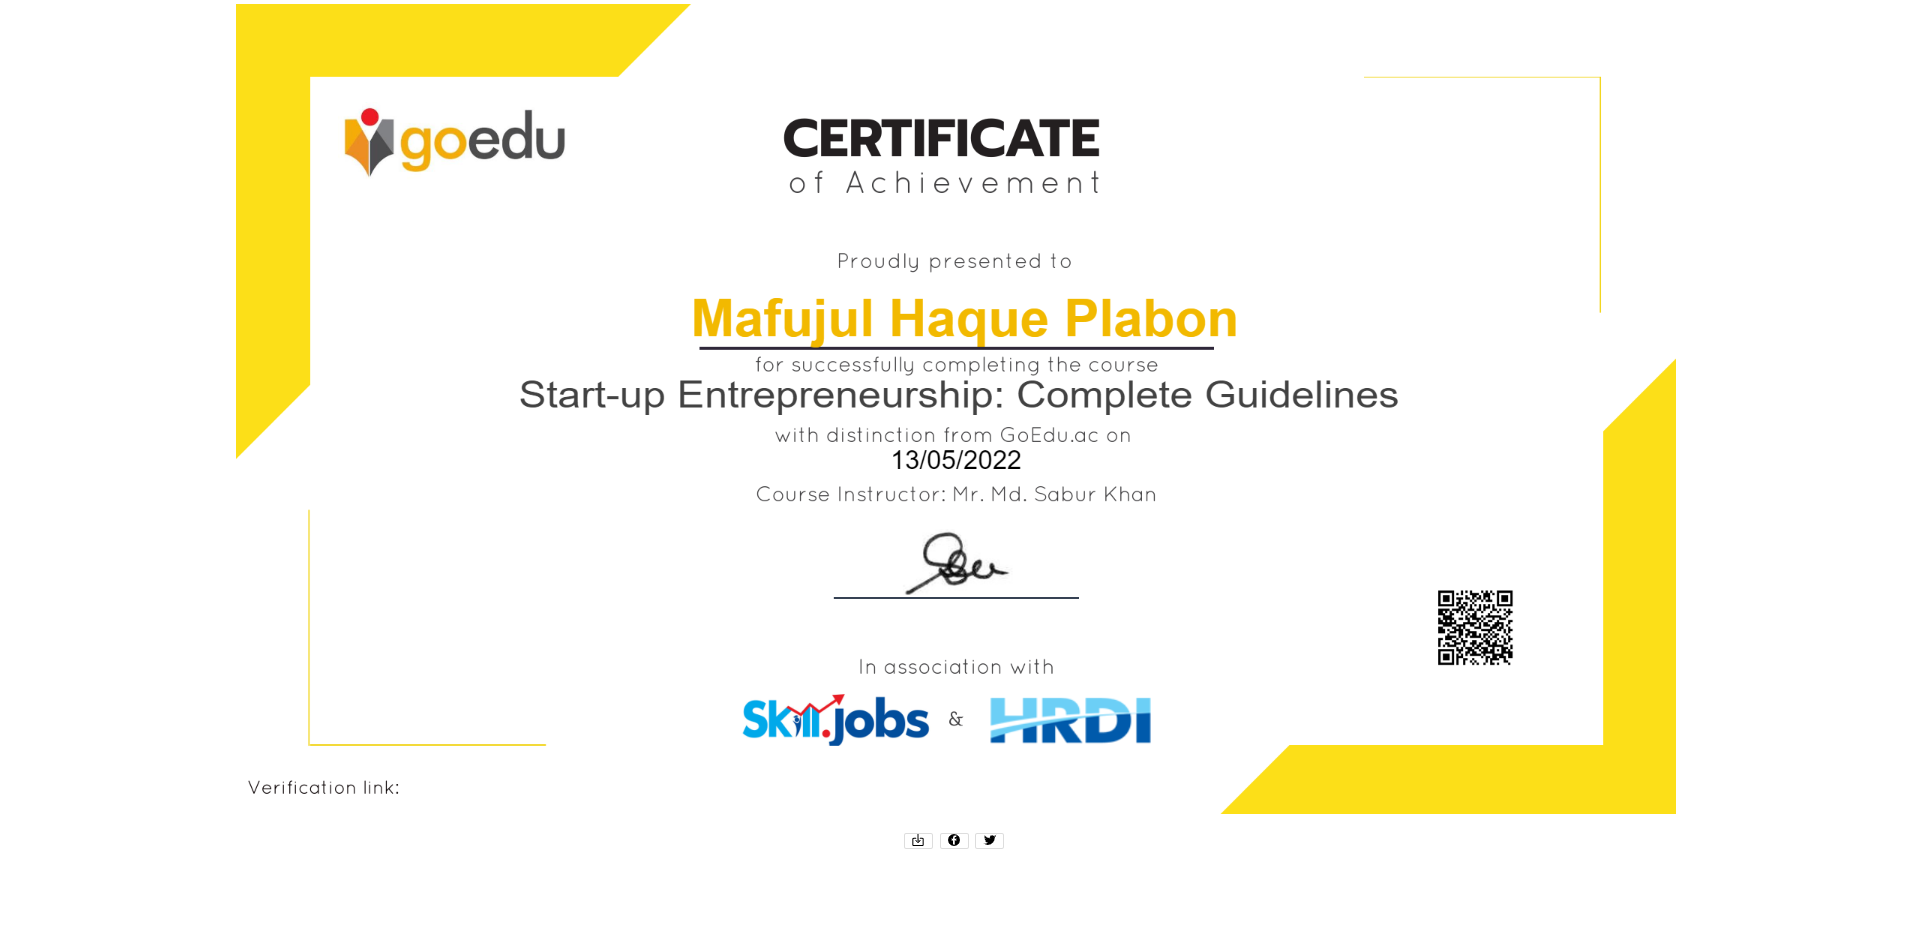 goedu
CERTIFICATE
of Achievement
Proudly presented to
Mafujul Haque Plabon
for successfully completing the course
Start-up Entrepreneurship: Complete Guidelines
with distinction from GoEdu.ac on
13/05/2022
Course Instructor: Mr. Md. Sabur Khan
In association with
Skill.jobs & HRDI
Verification link: